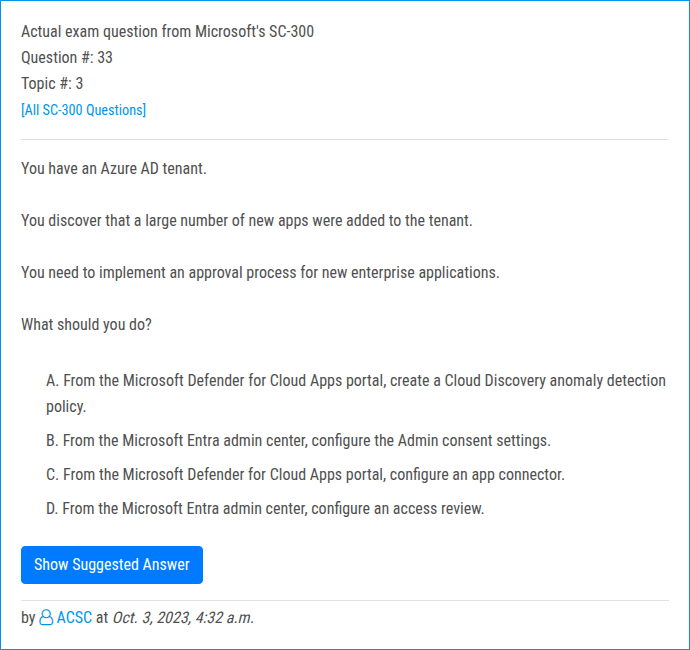 Actual exam question from Microsoft's SC-300
Question #: 33
Topic #: 3
[All SC-300 Questions]
You have an Azure AD tenant.
You discover that a large number of new apps were added to the tenant.
You need to implement an approval process for new enterprise applications.
What should you do?
A. From the Microsoft Defender for Cloud Apps portal, create a Cloud Discovery anomaly detection
policy.
B. From the Microsoft Entra admin center, configure the Admin consent settings.
C. From the Microsoft Defender for Cloud Apps portal, configure an app connector.
D. From the Microsoft Entra admin center, configure an access review.
Show Suggested Answer
by ACSC at Oct. 3, 2023, 4:32 a.m.